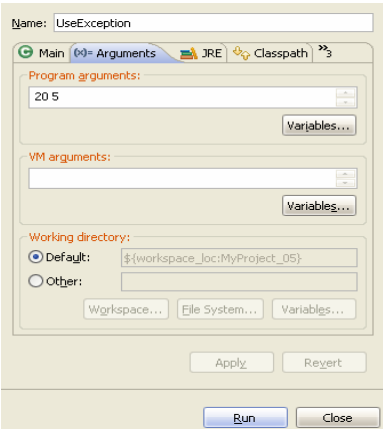 Name: UseException
Main (x)= Arguments JRE Classpath »3
Program arguments:
20 5
Variables...
VM arguments:
Variables...
Working directory:
Default: ${workspace_loc:MyProject_05}
Other:
Workspace... File System... Variables...
Apply Revert
Run Close